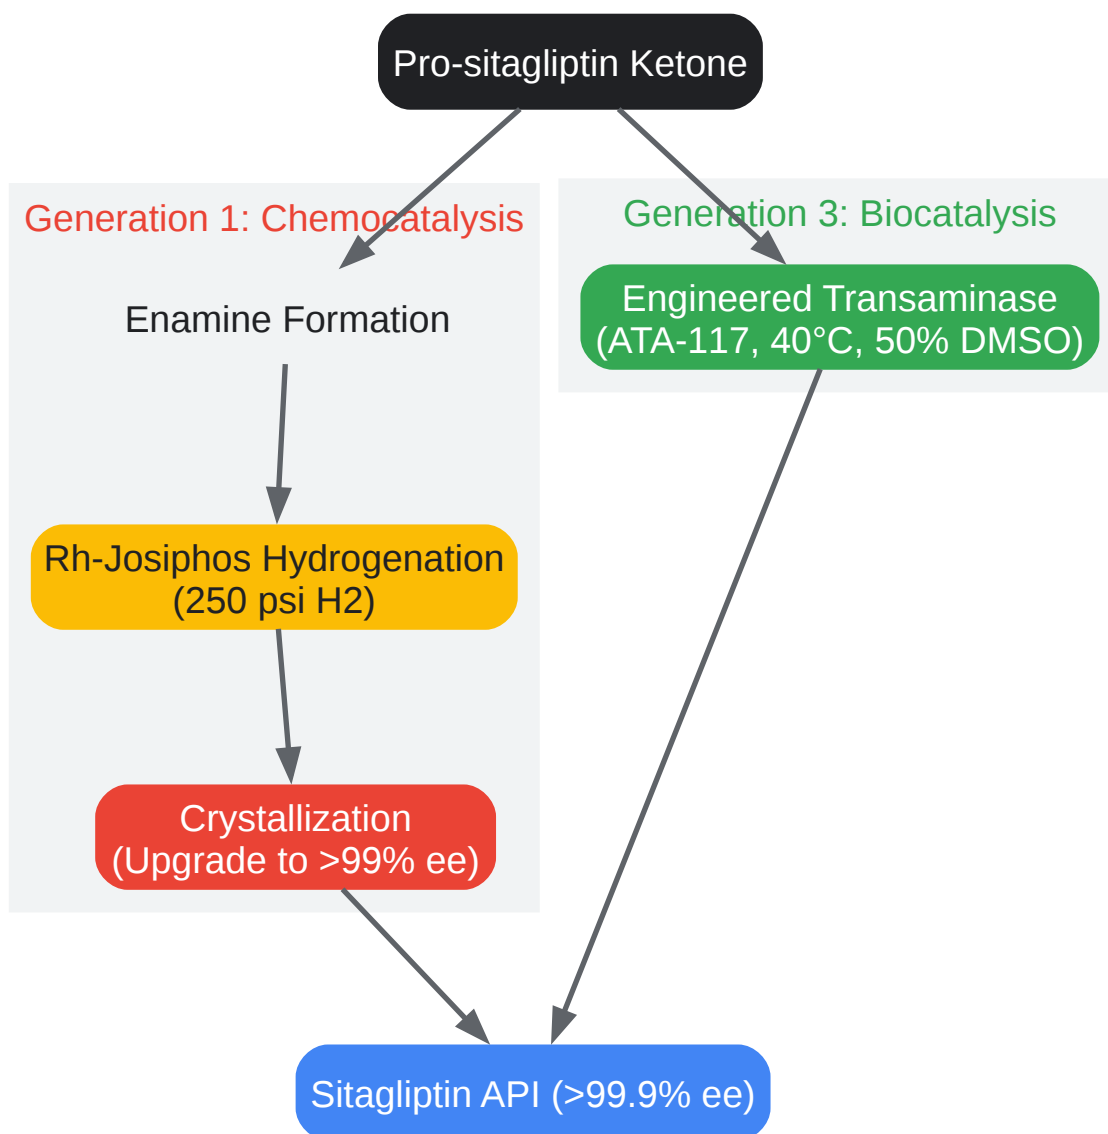 Pro-sitagliptin Ketone
Generation 1: Chemocatalysis
Enamine Formation
Rh-Josiphos Hydrogenation
(250 psi H2)
Crystallization
(Upgrade to >99% ee)
Generation 3: Biocatalysis
Engineered Transaminase
(ATA-117, 40°C, 50% DMSO)
Sitagliptin API (>99.9% ee)